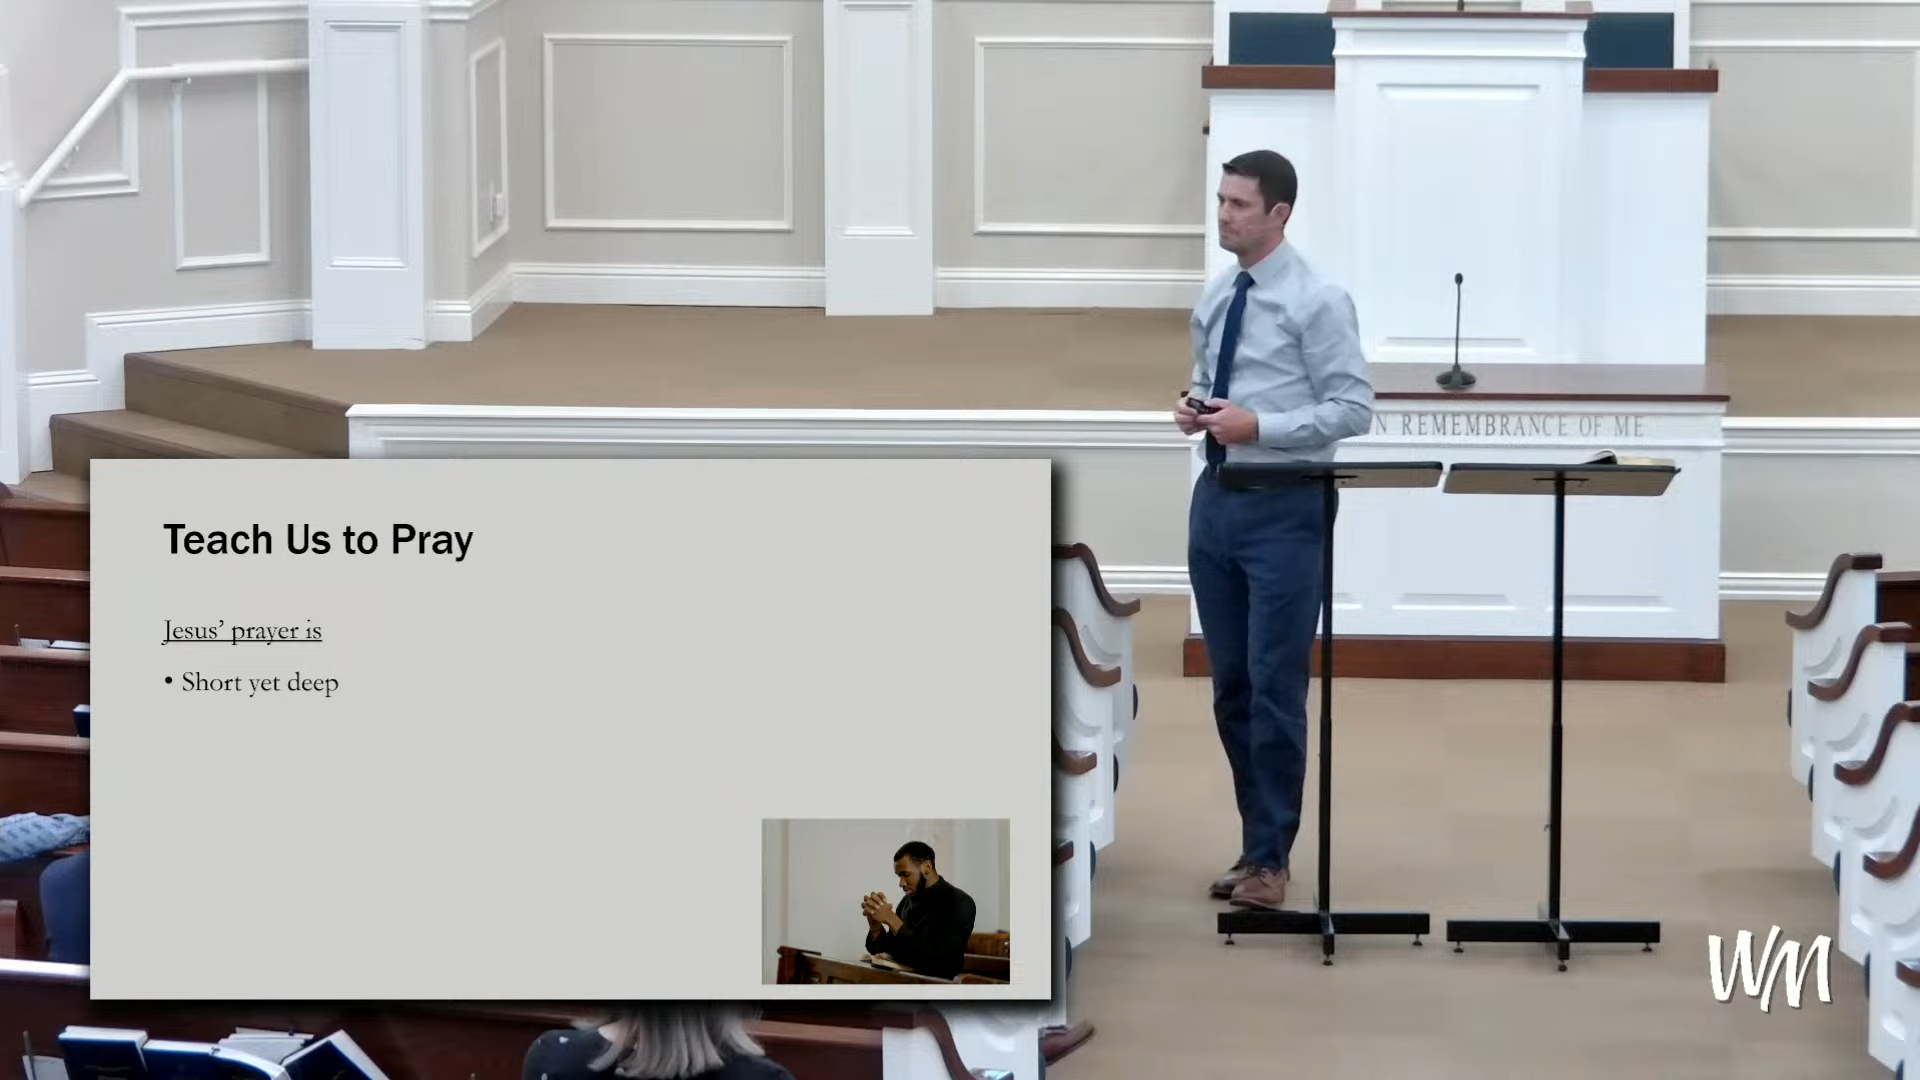 N REMEMBRANCE OF ME
Teach Us to Pray
Jesus’ prayer is
• Short yet deep
WM